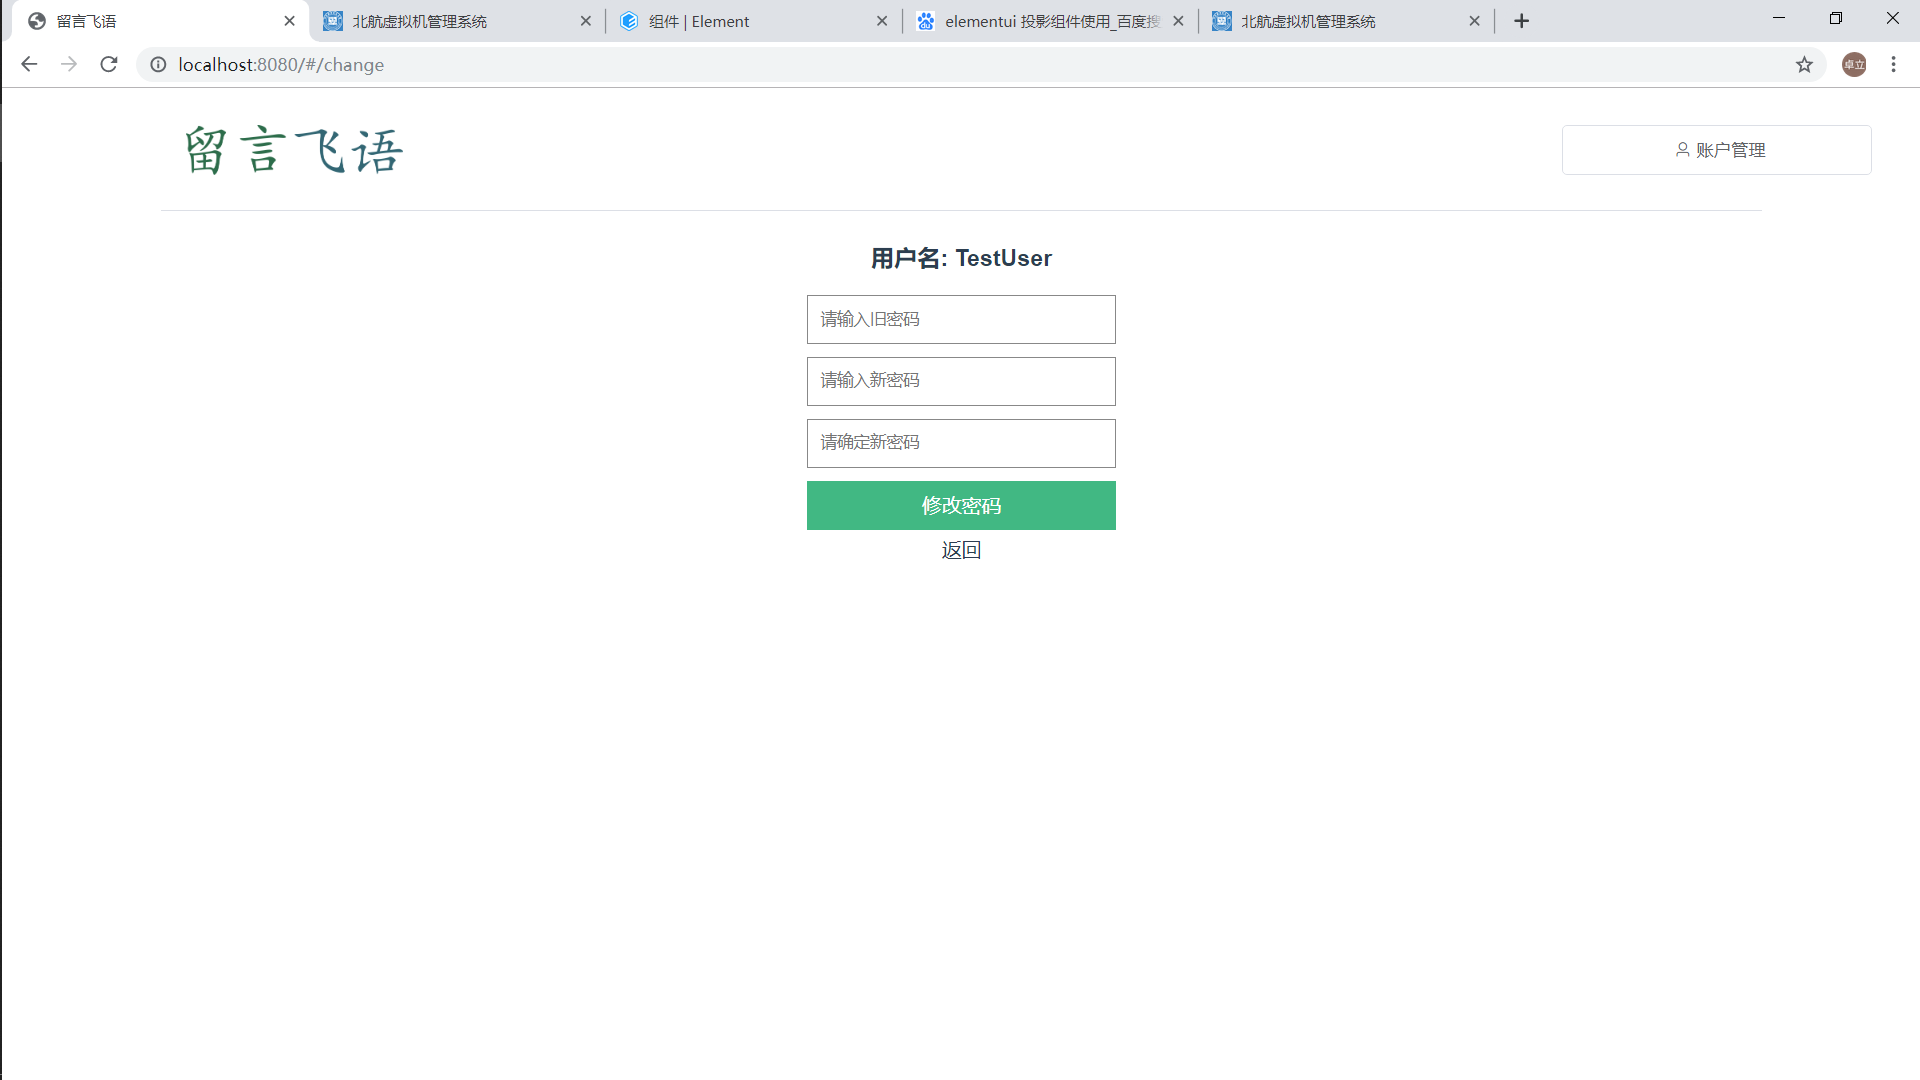 留言飞语
北航虚拟机管理系统
组件 | Element
elementui 投影组件使用_百度搜
北航虚拟机管理系统
localhost:8080/#/change
卓立
留言飞语
账户管理
用户名: TestUser
请输入旧密码
请输入新密码
请确定新密码
修改密码
返回